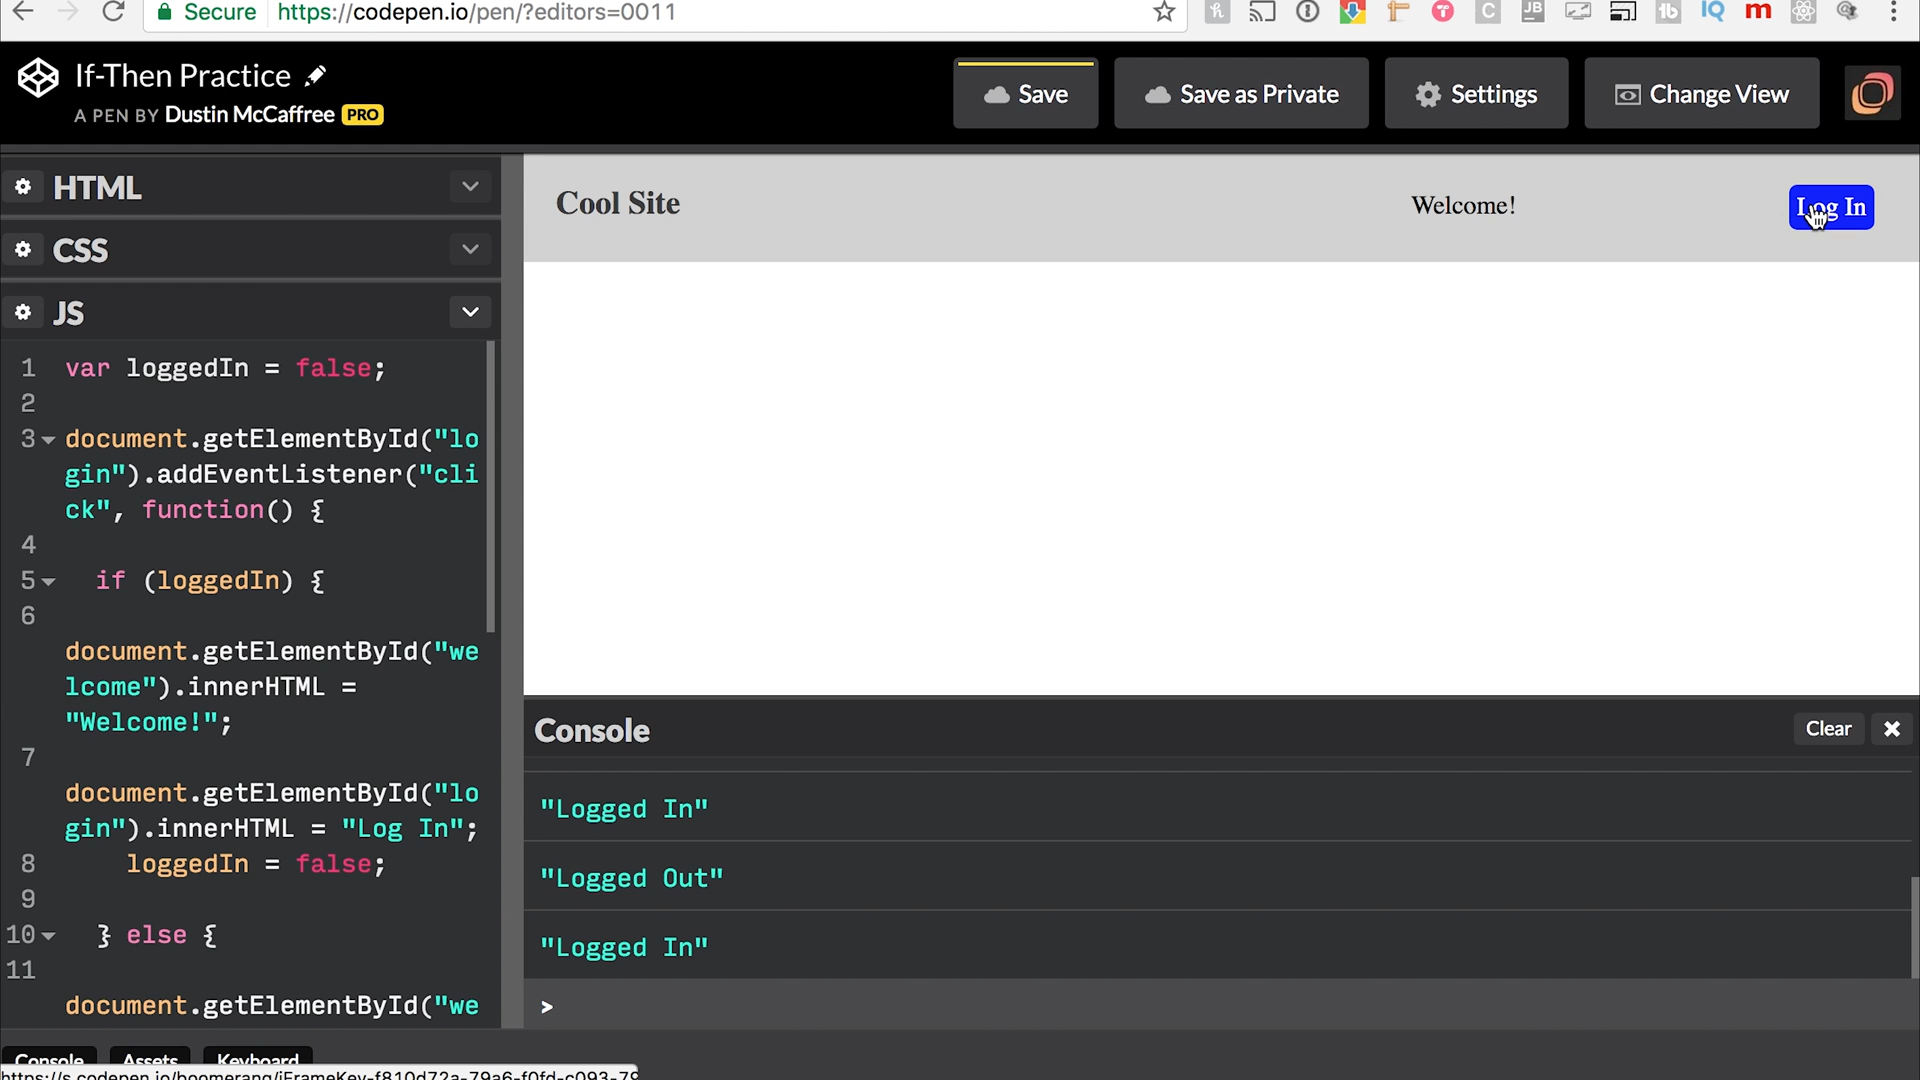 Secure https://codepen.io/pen/?editors=0011
If-Then Practice
A PEN BY Dustin McCaffree PRO
Save
Save as Private
Settings
Change View
HTML
CSS
JS
1 var loggedIn = false;
2
3 document.getElementById("lo
gin").addEventListener("cli
ck", function() {
4
5 if (loggedIn) {
6
document.getElementById("we
lcome").innerHTML =
"Welcome!";
7
document.getElementById("lo
gin").innerHTML = "Log In";
8 loggedIn = false;
9
10 } else {
11
document.getElementById("we
Cool Site
Welcome!
Log In
Console
Clear
"Logged In"
"Logged Out"
"Logged In"
>
Console Assets Keyboard